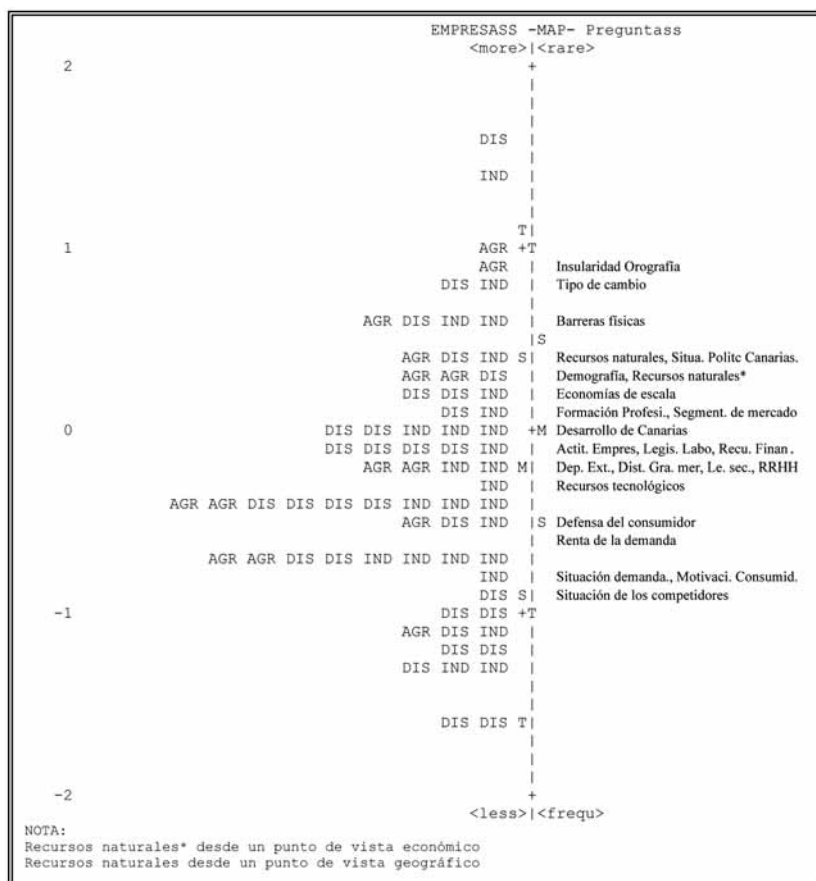 EMPRESASS -MAP- Preguntass
<more>|<rare>
2 +
|
|
|
DIS |
|
IND |
|
|
T|
1 AGR +T
AGR | Insularidad Orografía
DIS IND | Tipo de cambio
|
AGR DIS IND IND | Barreras físicas
|S
AGR DIS IND S| Recursos naturales, Situa. Politc Canarias.
AGR AGR DIS | Demografía, Recursos naturales*
DIS DIS IND | Economías de escala
DIS IND | Formación Profesi., Segment. de mercado
0 DIS DIS IND IND IND +M Desarrollo de Canarias
DIS DIS DIS DIS IND | Actit. Empres, Legis. Labo, Recu. Finan.
AGR AGR IND IND M| Dep. Ext., Dist. Gra. mer, Le. sec., RRHH
IND | Recursos tecnológicos
AGR AGR DIS DIS DIS DIS IND IND IND |
AGR DIS IND |S Defensa del consumidor
| Renta de la demanda
AGR AGR DIS DIS IND IND IND IND |
IND | Situación demanda., Motivaci. Consumid.
DIS S| Situación de los competidores
-1 DIS DIS +T
AGR DIS IND |
DIS DIS |
DIS IND IND |
|
|
DIS DIS T|
|
|
|
-2 +
<less>|<frequ>
NOTA:
Recursos naturales* desde un punto de vista económico
Recursos naturales desde un punto de vista geográfico